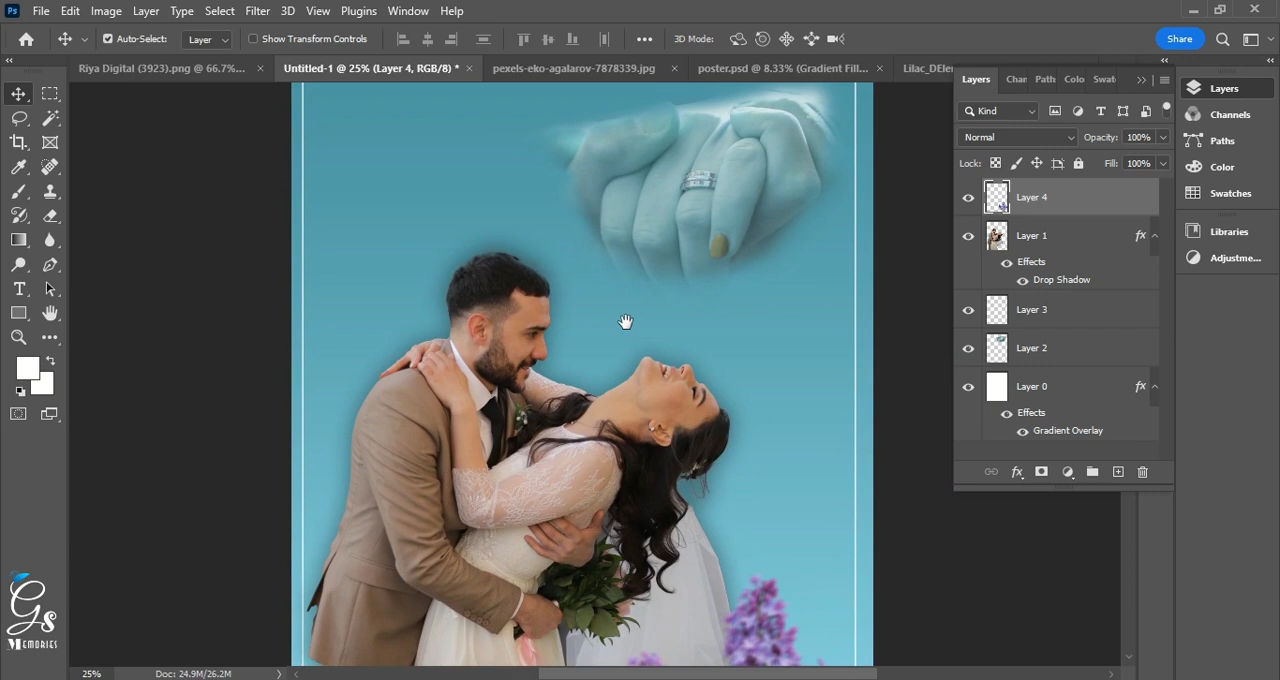 Ps File Edit Image Layer Type Select Filter 3D View Plugins Window Help
Auto-Select: Layer Show Transform Controls 3D Mode: Share
Riya Digital (3923).png @ 66.7%... Untitled-1 @ 25% (Layer 4, RGB/8) * pexels-eko-agalarov-7878339.jpg poster.psd @ 8.33% (Gradient Fill...
Layers Char Path Colo Swat
Kind
Normal Opacity: 100%
Lock: Fill: 100%
Layer 4
Layer 1 fx
Effects
Drop Shadow
Layer 3
Layer 2
Layer 0 fx
Effects
Gradient Overlay
fx
Layers
Channels
Paths
Color
Swatches
Libraries
Adjustme...
Gs
MEMORIES
25% Doc: 24.9M/26.2M